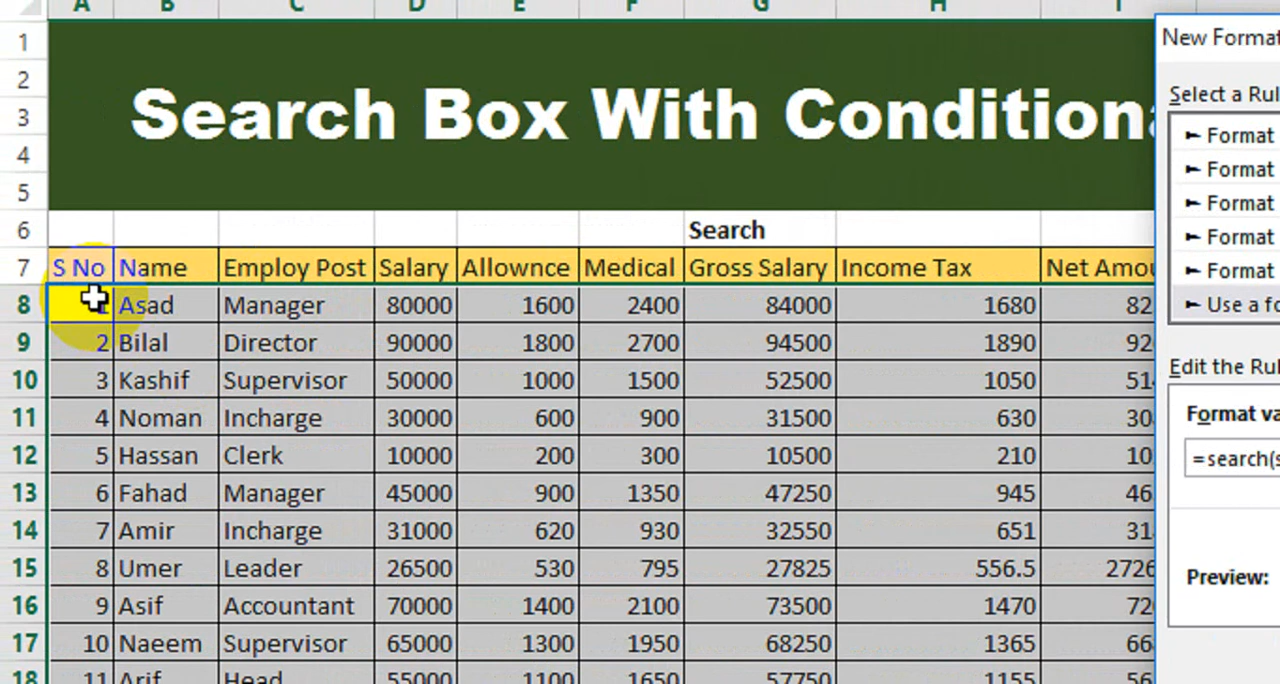 A B C D E F G H I
1
2
3
4
5
Search Box With Conditiona
6 Search
7 S No Name Employ Post Salary Allownce Medical Gross Salary Income Tax Net Amou
8 Asad Manager 80000 1600 2400 84000 1680 82
9 2 Bilal Director 90000 1800 2700 94500 1890 92
10 3 Kashif Supervisor 50000 1000 1500 52500 1050 514
11 4 Noman Incharge 30000 600 900 31500 630 30
12 5 Hassan Clerk 10000 200 300 10500 210 10
13 6 Fahad Manager 45000 900 1350 47250 945 46
14 7 Amir Incharge 31000 620 930 32550 651 31
15 8 Umer Leader 26500 530 795 27825 556.5 2726
16 9 Asif Accountant 70000 1400 2100 73500 1470 72
17 10 Naeem Supervisor 65000 1300 1950 68250 1365 66
18 11 Arif Head 55000 1100 1650 57750 1155 56
New Format
Select a Rul
► Format
► Format
► Format
► Format
► Format
► Use a fo
Edit the Rul
Format va
=search(s
Preview: